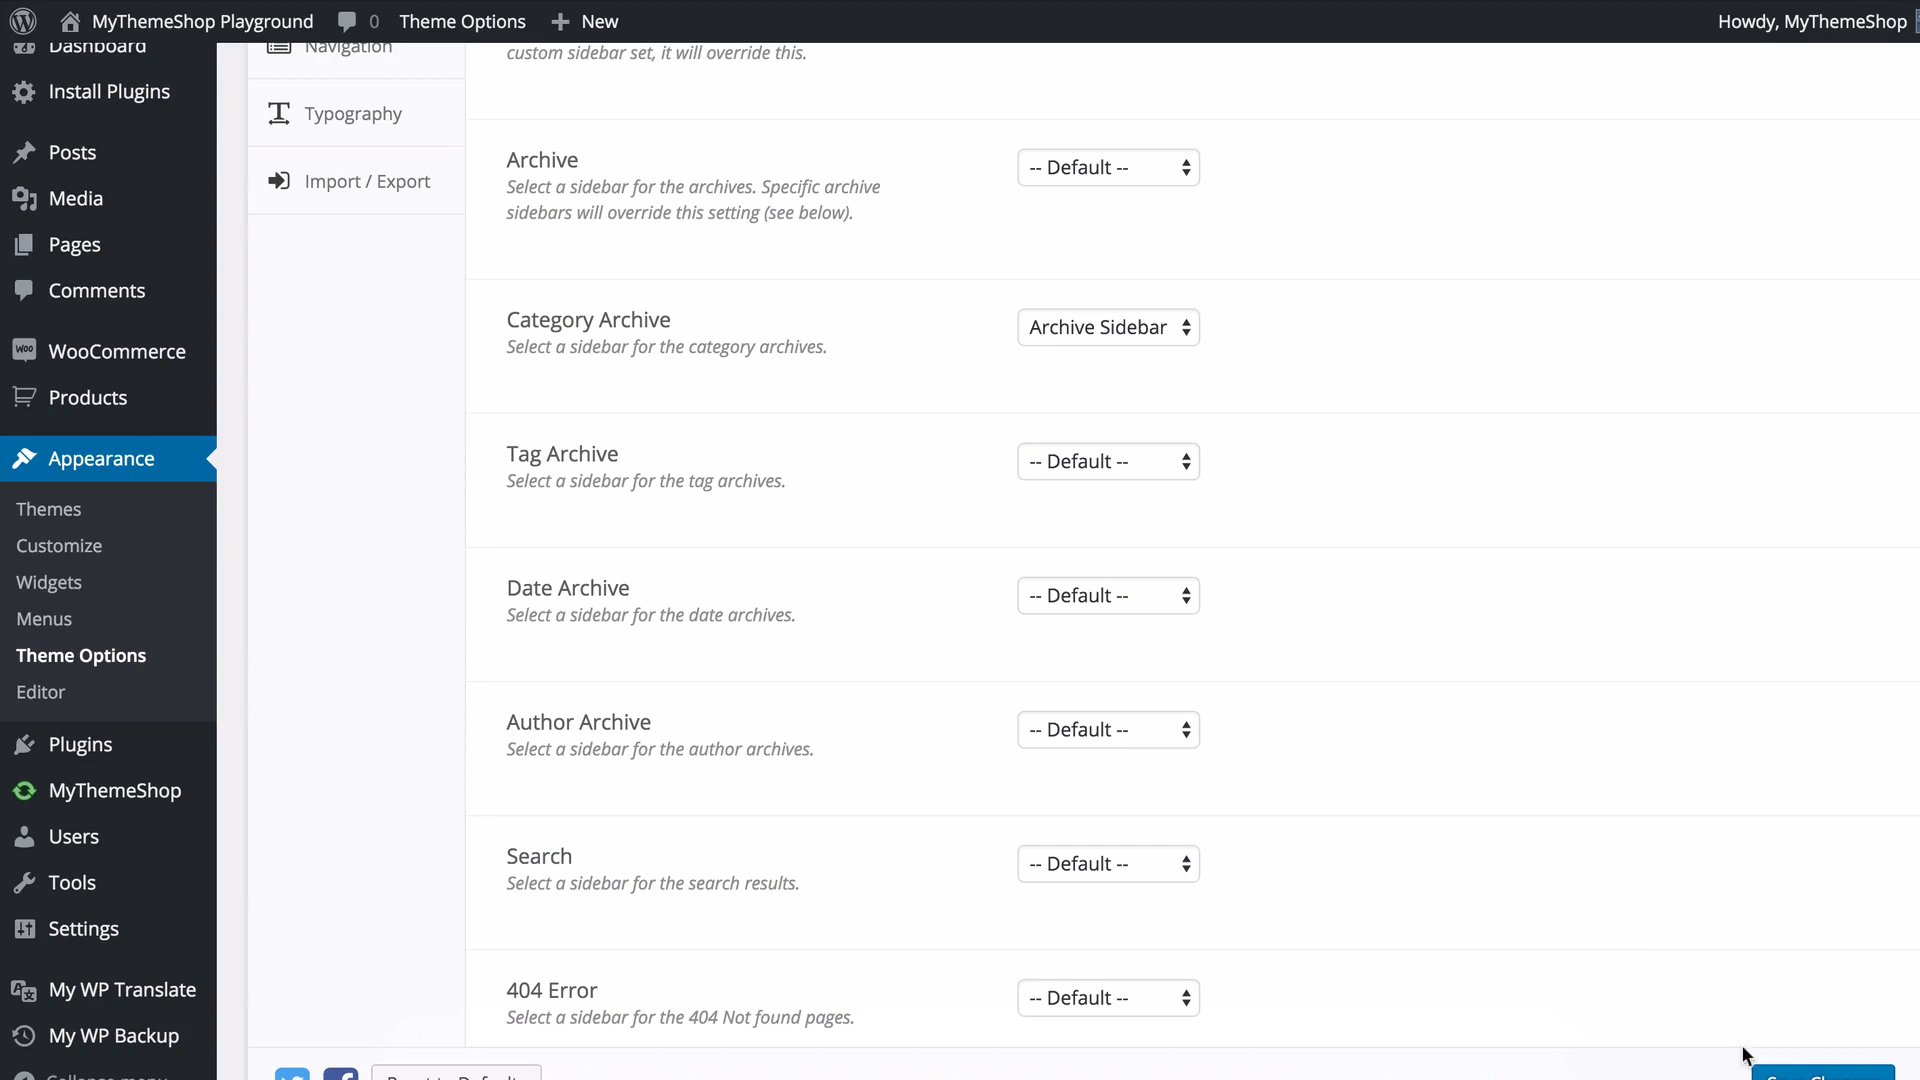 MyThemeShop Playground 0 Theme Options New
Howdy, MyThemeShop
Dashboard
Install Plugins
Posts
Media
Pages
Comments
WooCommerce
Products
Appearance
Themes
Customize
Widgets
Menus
Theme Options
Editor
Plugins
MyThemeShop
Users
Tools
Settings
My WP Translate
My WP Backup
Collapse menu
Navigation
Typography
Import / Export
custom sidebar set, it will override this.
Archive
Select a sidebar for the archives. Specific archive
sidebars will override this setting (see below).
-- Default --
Category Archive
Select a sidebar for the category archives.
Archive Sidebar
Tag Archive
Select a sidebar for the tag archives.
-- Default --
Date Archive
Select a sidebar for the date archives.
-- Default --
Author Archive
Select a sidebar for the author archives.
-- Default --
Search
Select a sidebar for the search results.
-- Default --
404 Error
Select a sidebar for the 404 Not found pages.
-- Default --